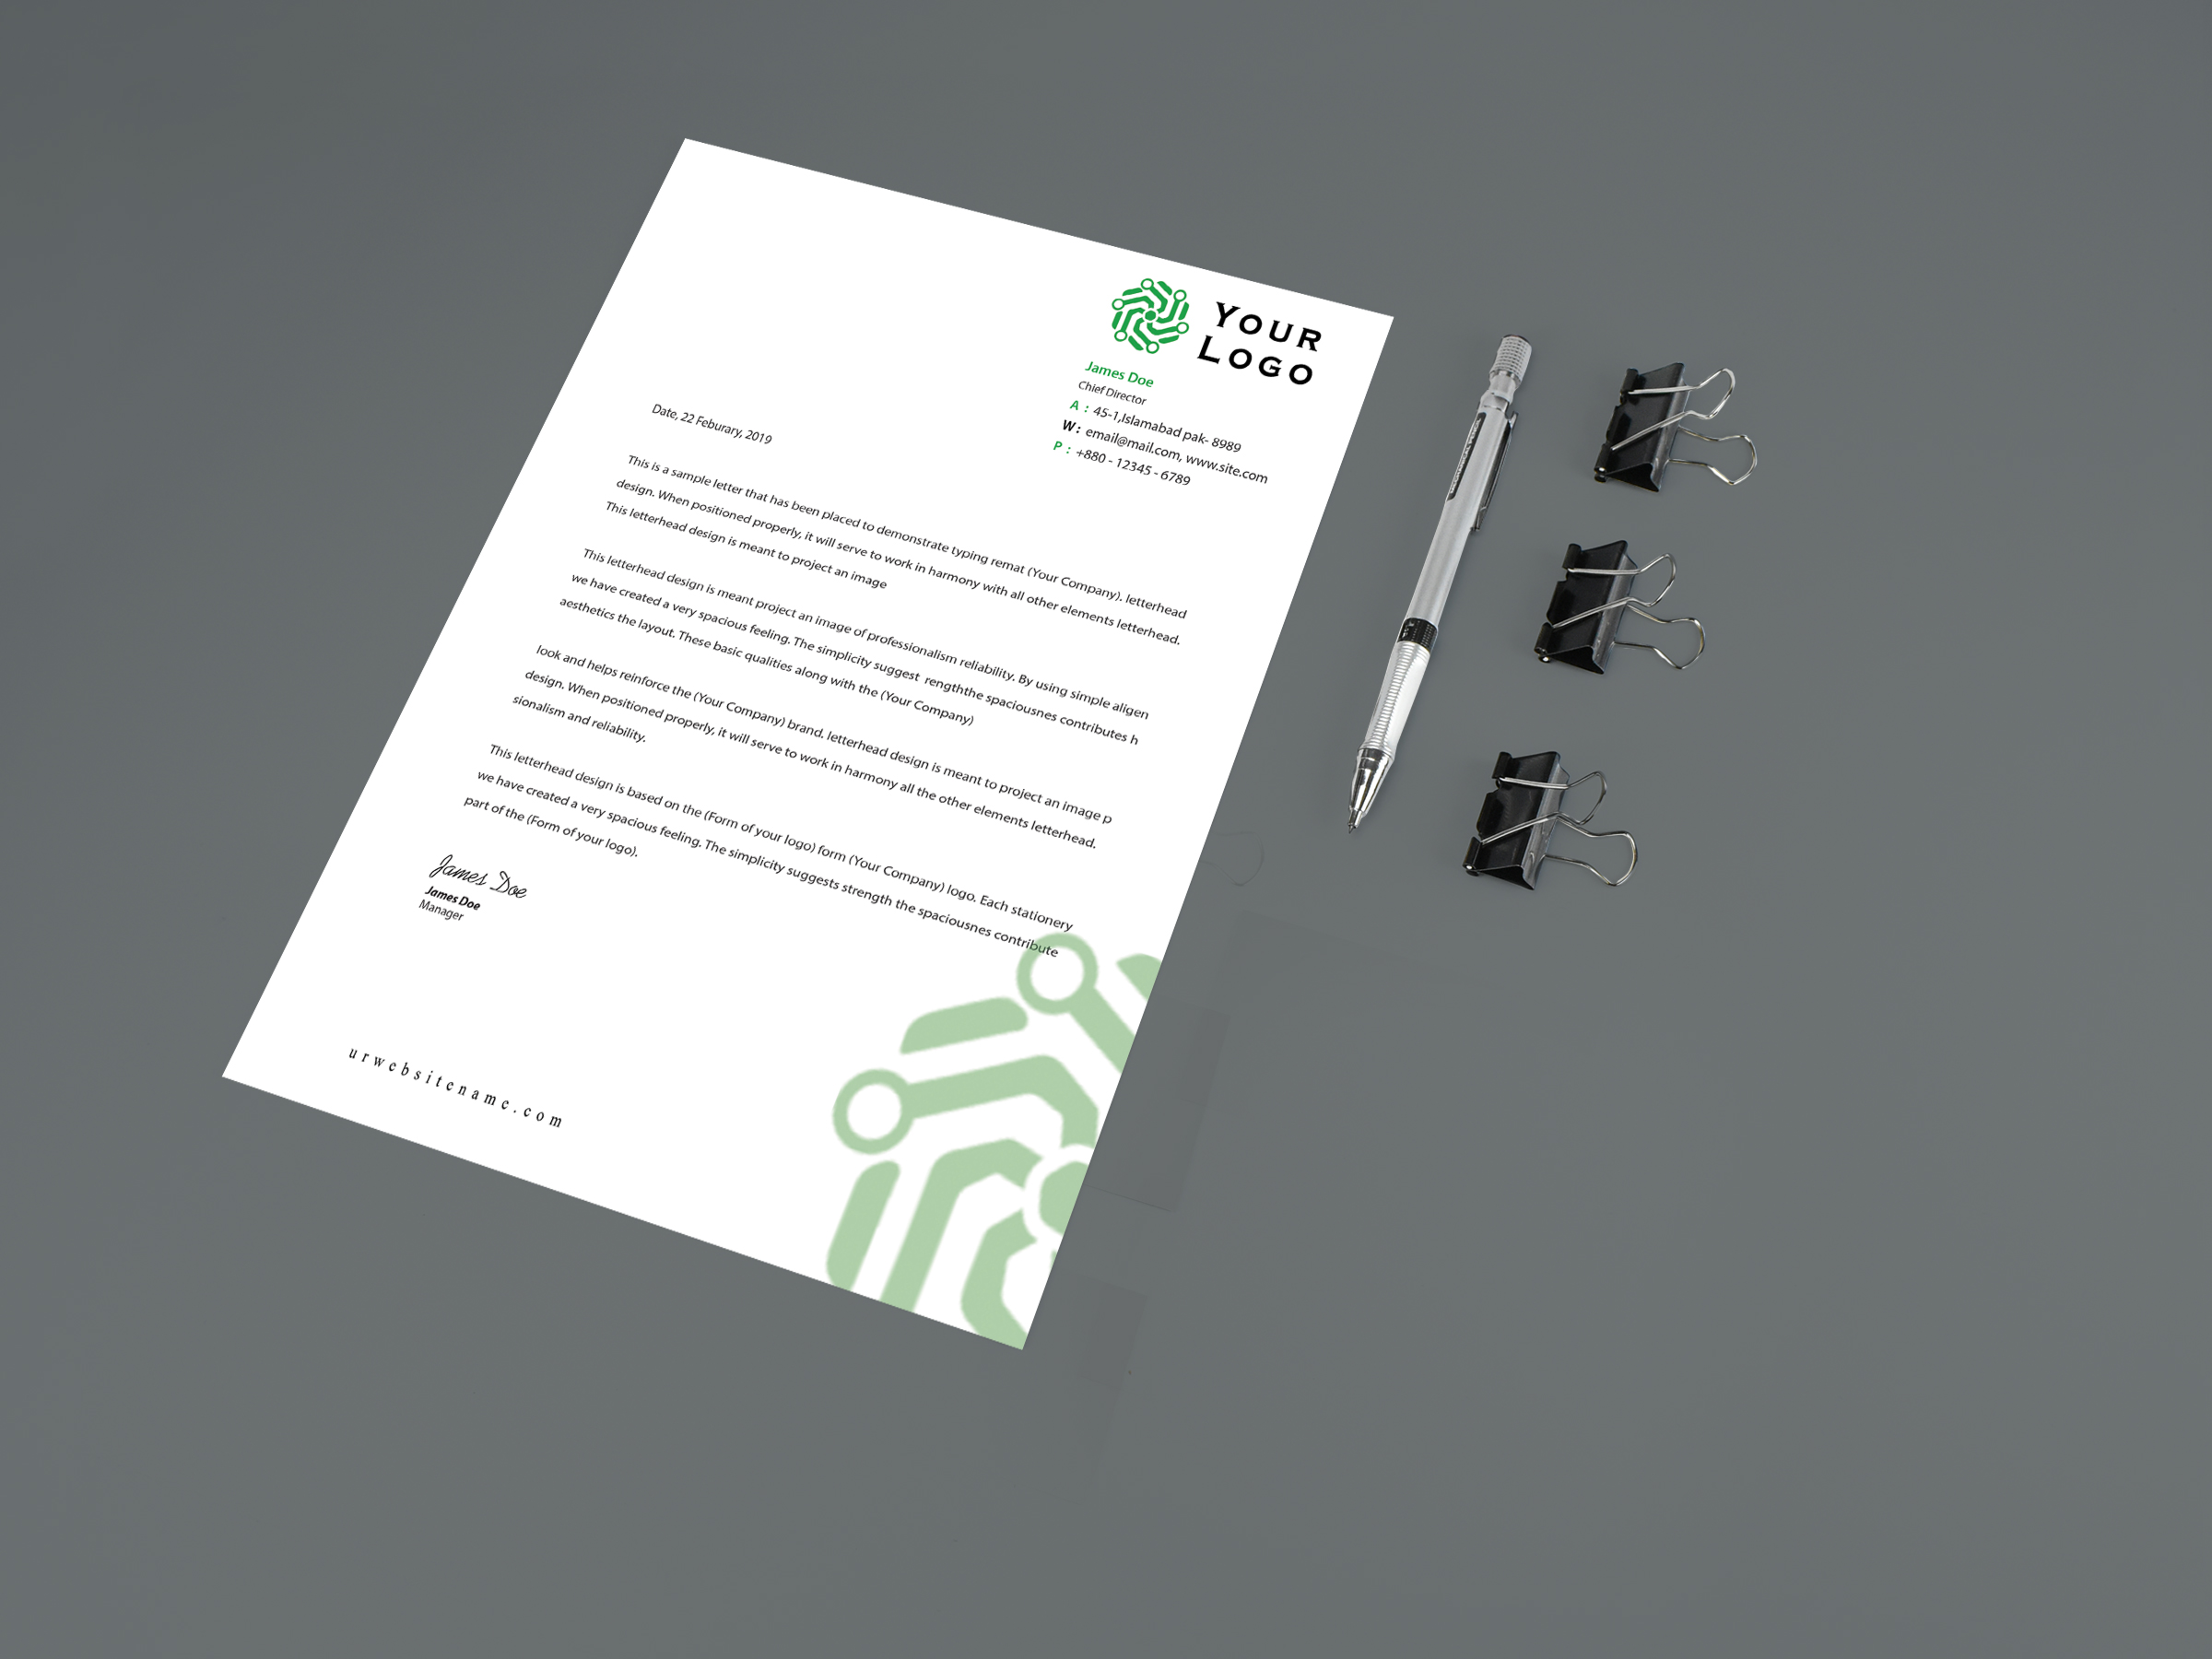 YOUR
LOGO
James Doe
Chief Director
A : 45-1,Islamabad pak- 8989
W : email@mail.com, www.site.com
P : +880 - 12345 - 6789
Date, 22 Feburary, 2019
This is a sample letter that has been placed to demonstrate typing remat (Your Company). letterhead
design. When positioned properly, it will serve to work in harmony with all other elements letterhead.
This letterhead design is meant to project an image
This letterhead design is meant project an image of professionalism reliability. By using simple aligen
we have created a very spacious feeling. The simplicity suggest rengththe spaciousnes contributes h
aesthetics the layout. These basic qualities along with the (Your Company)
look and helps reinforce the (Your Company) brand. letterhead design is meant to project an image p
design. When positioned properly, it will serve to work in harmony all the other elements letterhead.
sionalism and reliability.
This letterhead design is based on the (Form of your logo) form (Your Company) logo. Each stationery
we have created a very spacious feeling. The simplicity suggests strength the spaciousnes contribute
part of the (Form of your logo).
James Doe
James Doe
Manager
urwebsitename.com